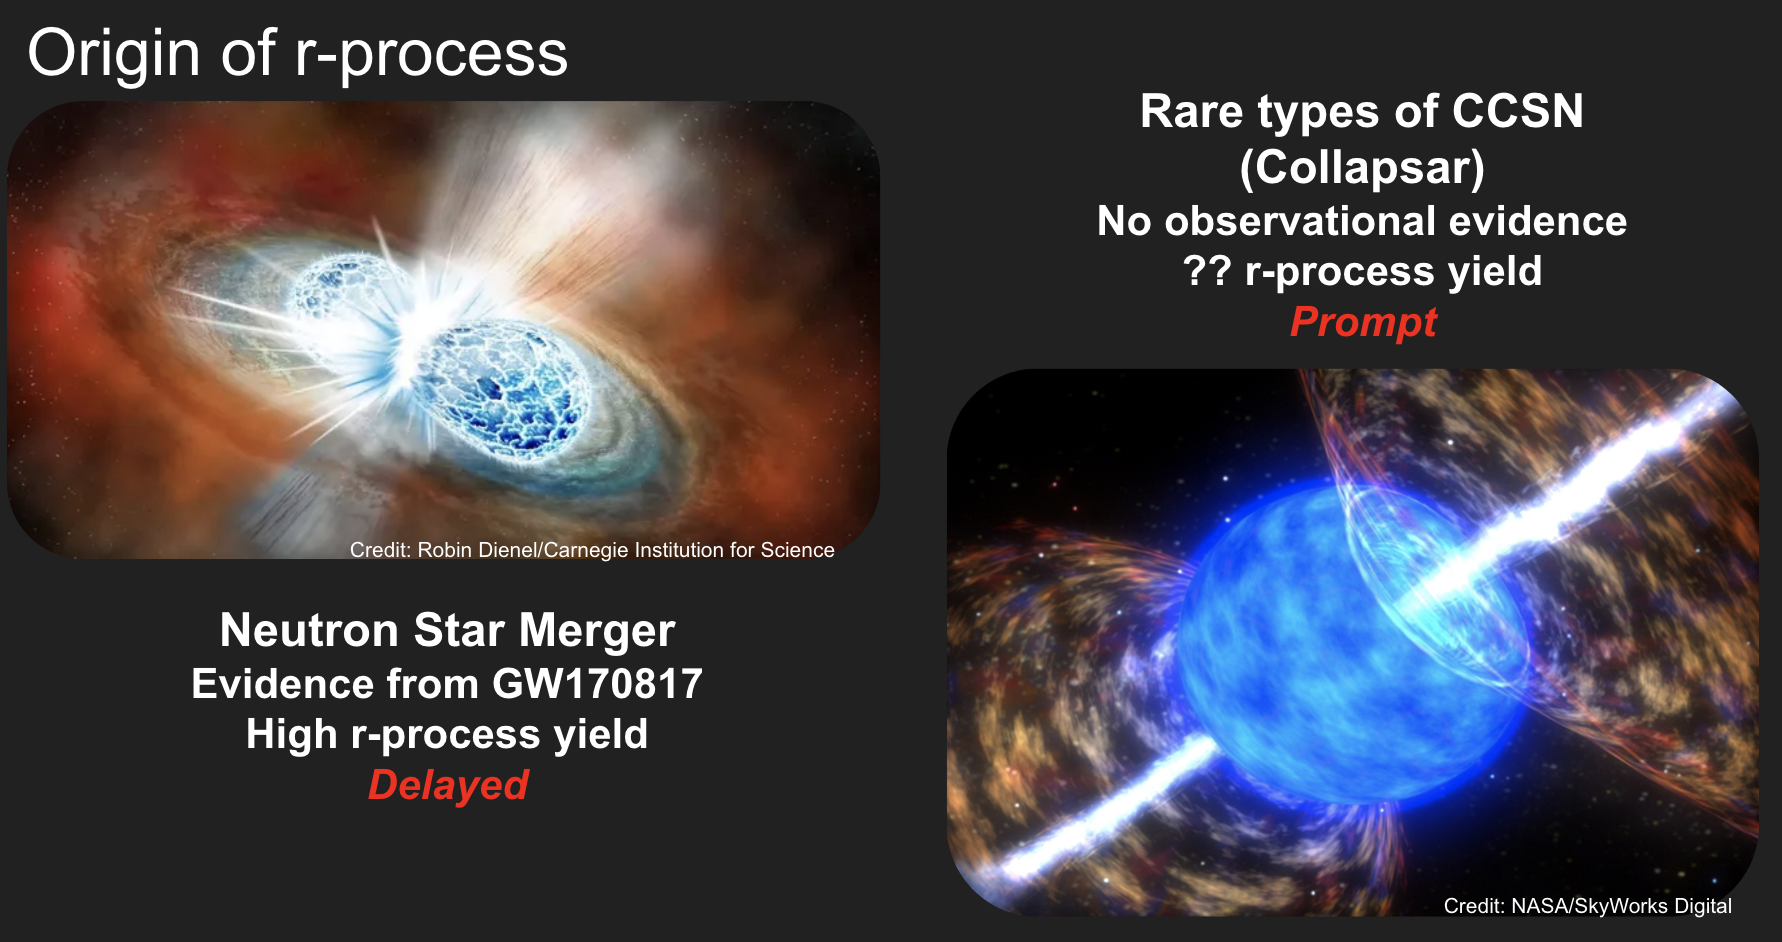 Origin of r-process
Credit: Robin Dienel/Carnegie Institution for Science
Neutron Star Merger
Evidence from GW170817
High r-process yield
Delayed
Rare types of CCSN
(Collapsar)
No observational evidence
?? r-process yield
Prompt
Credit: NASA/SkyWorks Digital